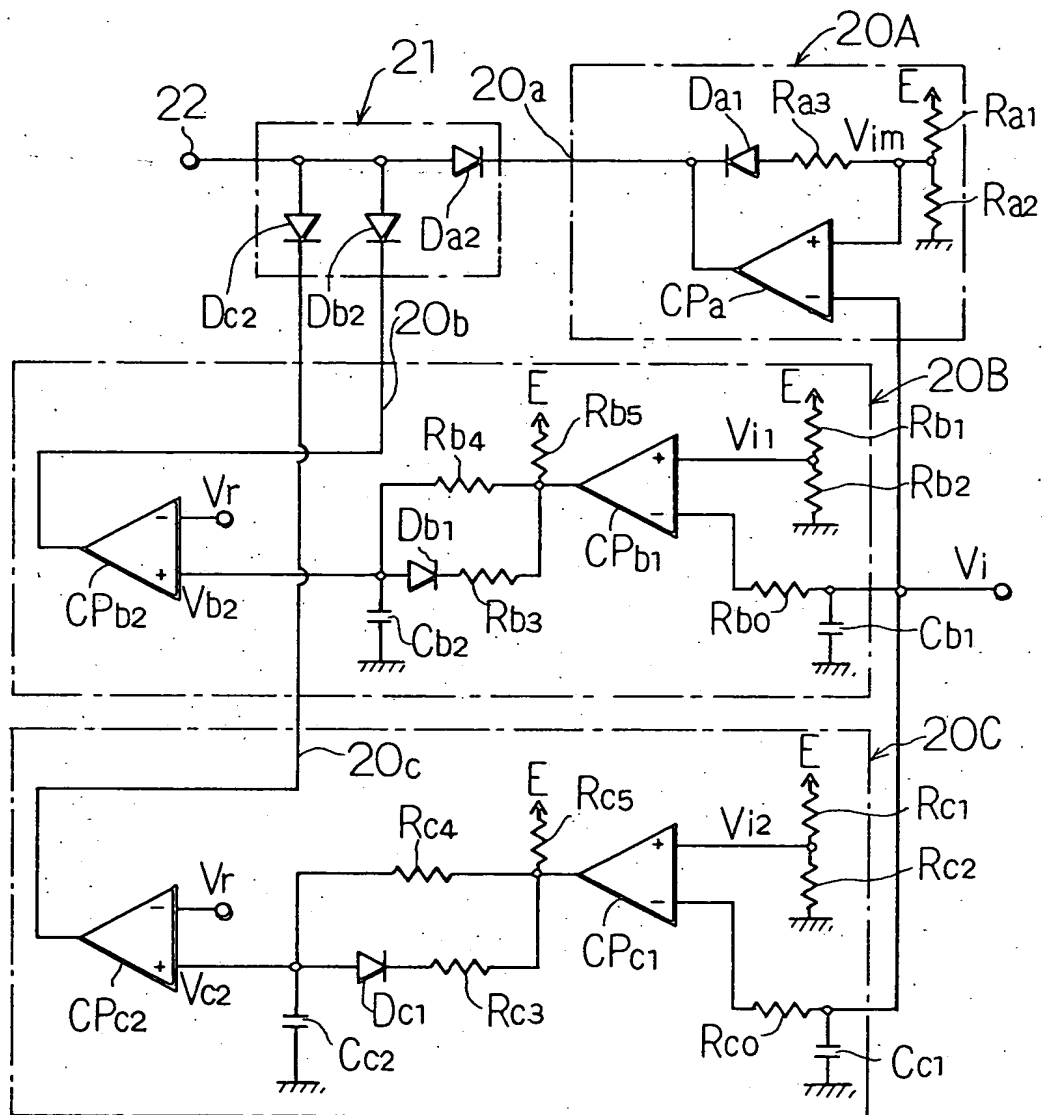 20A
21
20a
Da1
Ra3
E
Ra1
22
Vim
Ra2
Da2
CPa
Dc2
Db2
20b
20B
E
E
Rb1
Rb5
Rb4
Vi1
Rb2
Vr
Db1
CPb1
Vi
CPb2
Vb2
Rb3
Rbo
Cb1
Cb2
20C
20c
E
E
Rc5
Rc1
Rc4
Vi2
Rc2
Vr
CPc1
CPc2
Vc2
Dc1
Rc3
Rco
Cc2
Cc1